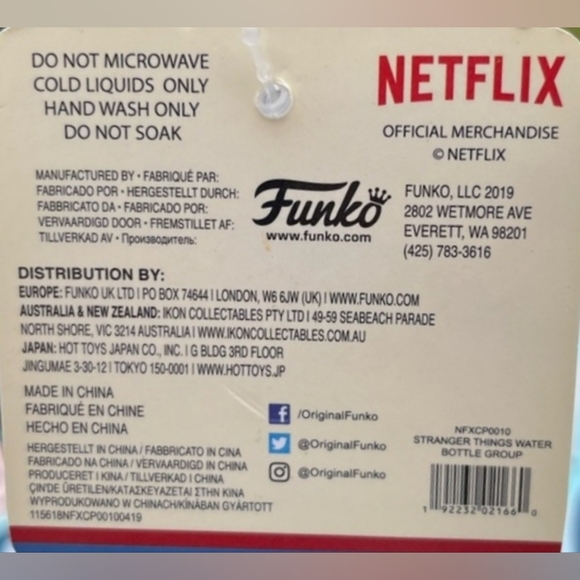 DO NOT MICROWAVE
COLD LIQUIDS ONLY
HAND WASH ONLY
DO NOT SOAK
NETFLIX
OFFICIAL MERCHANDISE
© NETFLIX
MANUFACTURED BY • FABRIQUÉ PAR:
FABRICADO POR • HERGESTELLT DURCH:
FABBRICATO DA • FABRICADO POR:
VERVAARDIGD DOOR • FREMSTILLET AF:
TILLVERKAD AV • Производитель:
Funko
www.funko.com
FUNKO, LLC 2019
2802 WETMORE AVE
EVERETT, WA 98201
(425) 783-3616
DISTRIBUTION BY:
EUROPE: FUNKO UK LTD | PO BOX 74644 | LONDON, W6 6JW (UK) | WWW.FUNKO.COM
AUSTRALIA & NEW ZEALAND: IKON COLLECTABLES PTY LTD | 49-59 SEABEACH PARADE
NORTH SHORE, VIC 3214 AUSTRALIA | WWW.IKONCOLLECTABLES.COM.AU
JAPAN: HOT TOYS JAPAN CO., INC. | G BLDG 3RD FLOOR
JINGUMAE 3-30-12 | TOKYO 150-0001 | WWW.HOTTOYS.JP
MADE IN CHINA
FABRIQUÉ EN CHINE
HECHO EN CHINA
HERGESTELLT IN CHINA / FABBRICATO IN CINA
FABRICADO NA CHINA / VERVAARDIGD IN CHINA
PRODUCERET I KINA / TILLVERKAD I CHINA
ÇIN'DE ÜRETILEN/ΚΑΤΑΣΚΕΥΑΖΕΤΑΙ ΣΤΗΝ ΚΙΝΑ
WYPRODUKOWANO W CHINACH/KÍNÁBAN GYÁRTOTT
115618NFXCP00100419
f /OriginalFunko
@OriginalFunko
@OriginalFunko
NFXCP0010
STRANGER THINGS WATER
BOTTLE GROUP
1 92232 02166 0